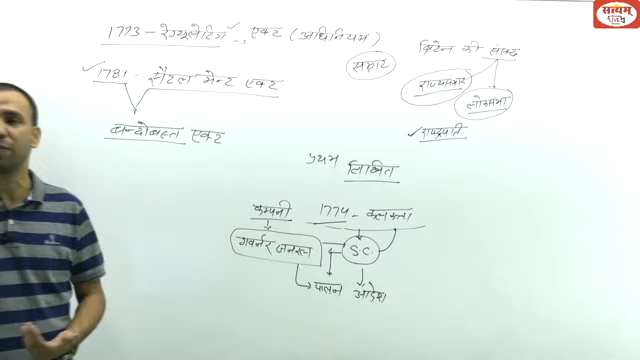 1773 - रेग्यूलेटिंग एक्ट (अधिनियम)
1781 - सैटल मेन्ट एक्ट
बन्दोबस्त एक्ट
सम्राट
ब्रिटेन की संसद
लोकसभा
राष्ट्रपति
प्रथम लिखित
कम्पनी
1774 - कलकत्ता
गवर्नर जनरल
S.C.
पालन आदेश
सत्यम्